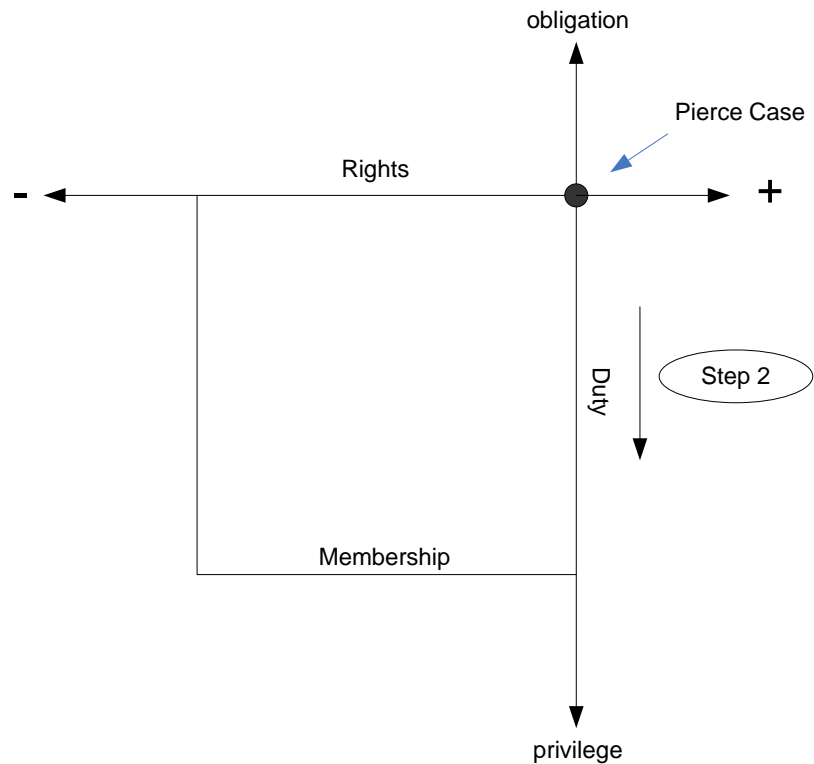 obligation
Pierce Case
Rights
-
+
Duty
Step 2
Membership
privilege